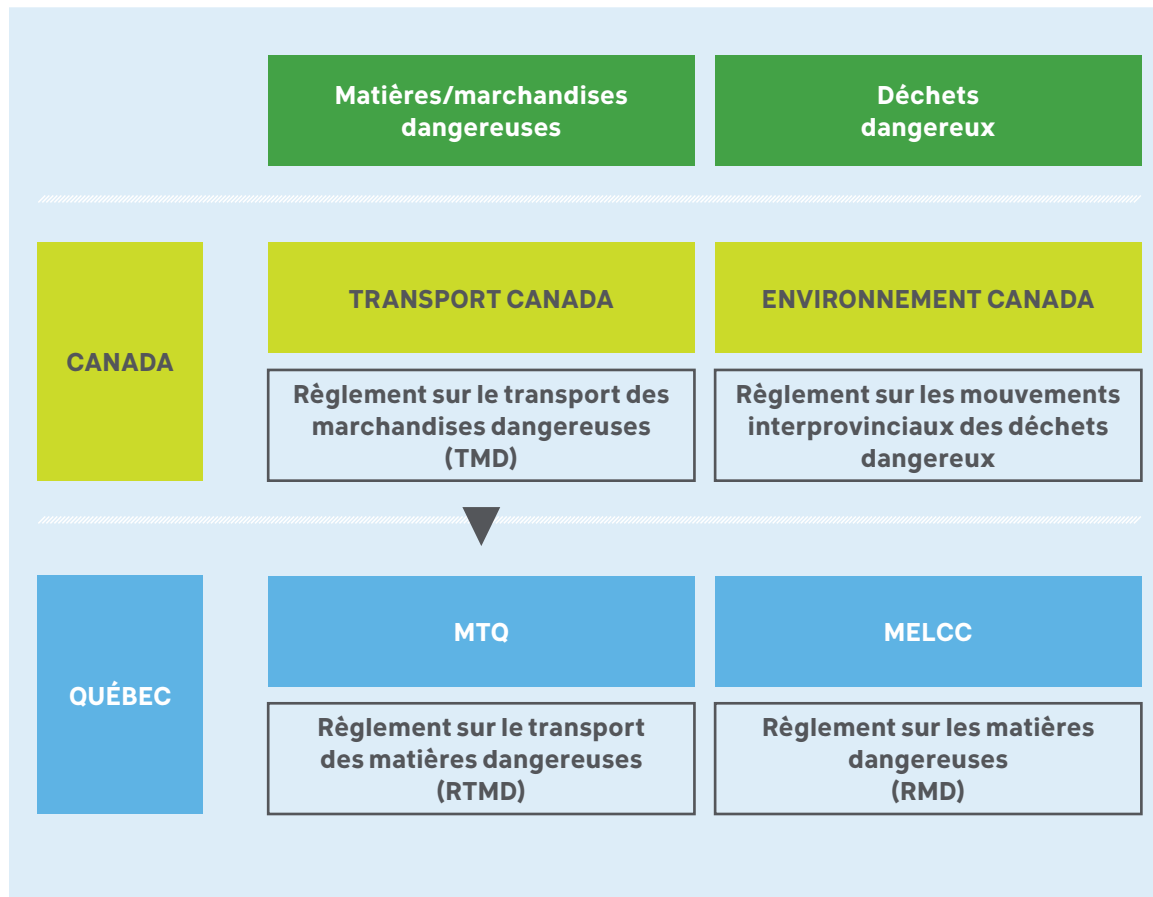 Matières/marchandises
dangereuses
Déchets
dangereux
CANADA
TRANSPORT CANADA
Règlement sur le transport des
marchandises dangereuses
(TMD)
ENVIRONNEMENT CANADA
Règlement sur les mouvements
interprovinciaux des déchets
dangereux
QUÉBEC
MTQ
Règlement sur le transport
des matières dangereuses
(RTMD)
MELCC
Règlement sur les matières
dangereuses
(RMD)